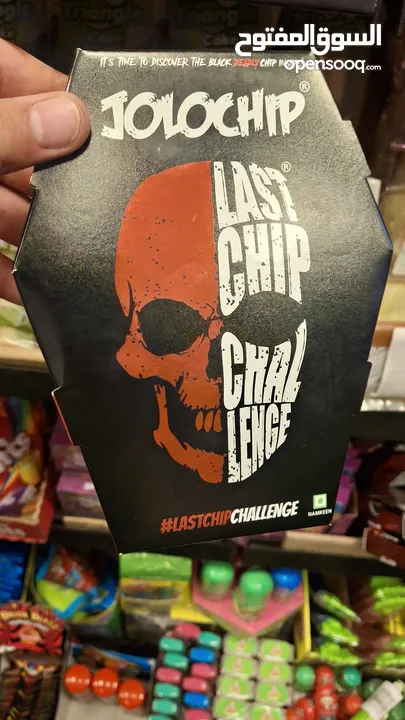 السوق المفتوح
opensooq.com
IT'S TIME TO DISCOVER THE BLACK DEADLY CHIP
JOLOCHIP®
LAST®
CHIP
CHAL
LENGE
#LASTCHIPCHALLENGE
NAMKEEN